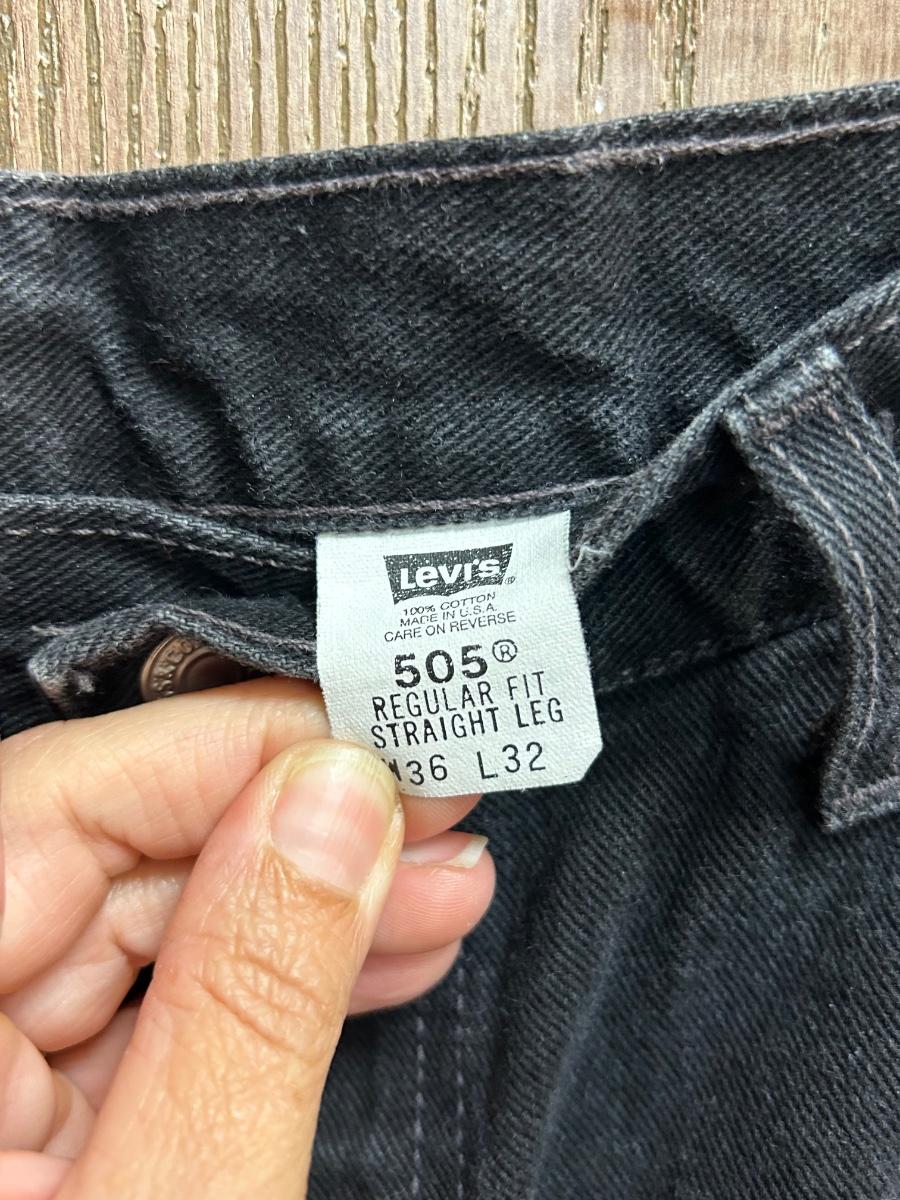 Levi's®
100% COTTON
MADE IN U.S.A.
CARE ON REVERSE
505®
REGULAR FIT
STRAIGHT LEG
W36 L32